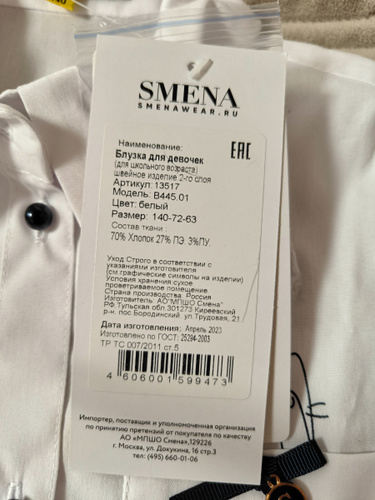 SMENA
SMENAWEAR.RU
Наименование:
Блузка для девочек
(для школьного возраста)
швейное изделие 2-го слоя
Артикул: 13517
Модель: B445.01
Цвет: белый
Размер: 140-72-63
Состав ткани :
70% Хлопок 27% ПЭ 3%ПУ
EAC
Уход Строго в соответствии с
указаниями изготовителя
(см.графические символы на изделии)
Условия хранения сухое
проветриваемое помещение
Страна производства: Россия
Изготовитель: АО"МПШО Смена"
РФ.Тульская обл.301273 Киреевский
р-н. пос.Бородинский. ул.Трудовая, 21
Дата изготовления: Апрель 2023
Изготовлено по ГОСТ: 25294-2003
ТР ТС 007/2011 ст.5
4 606001 599473
Импортер, поставщик и уполномоченная организация
по принятию претензий от покупателя по качеству
АО «МПШО Смена»,129226
г. Москва, ул. Докукина, 16 стр.3
тел: (495) 660-01-06